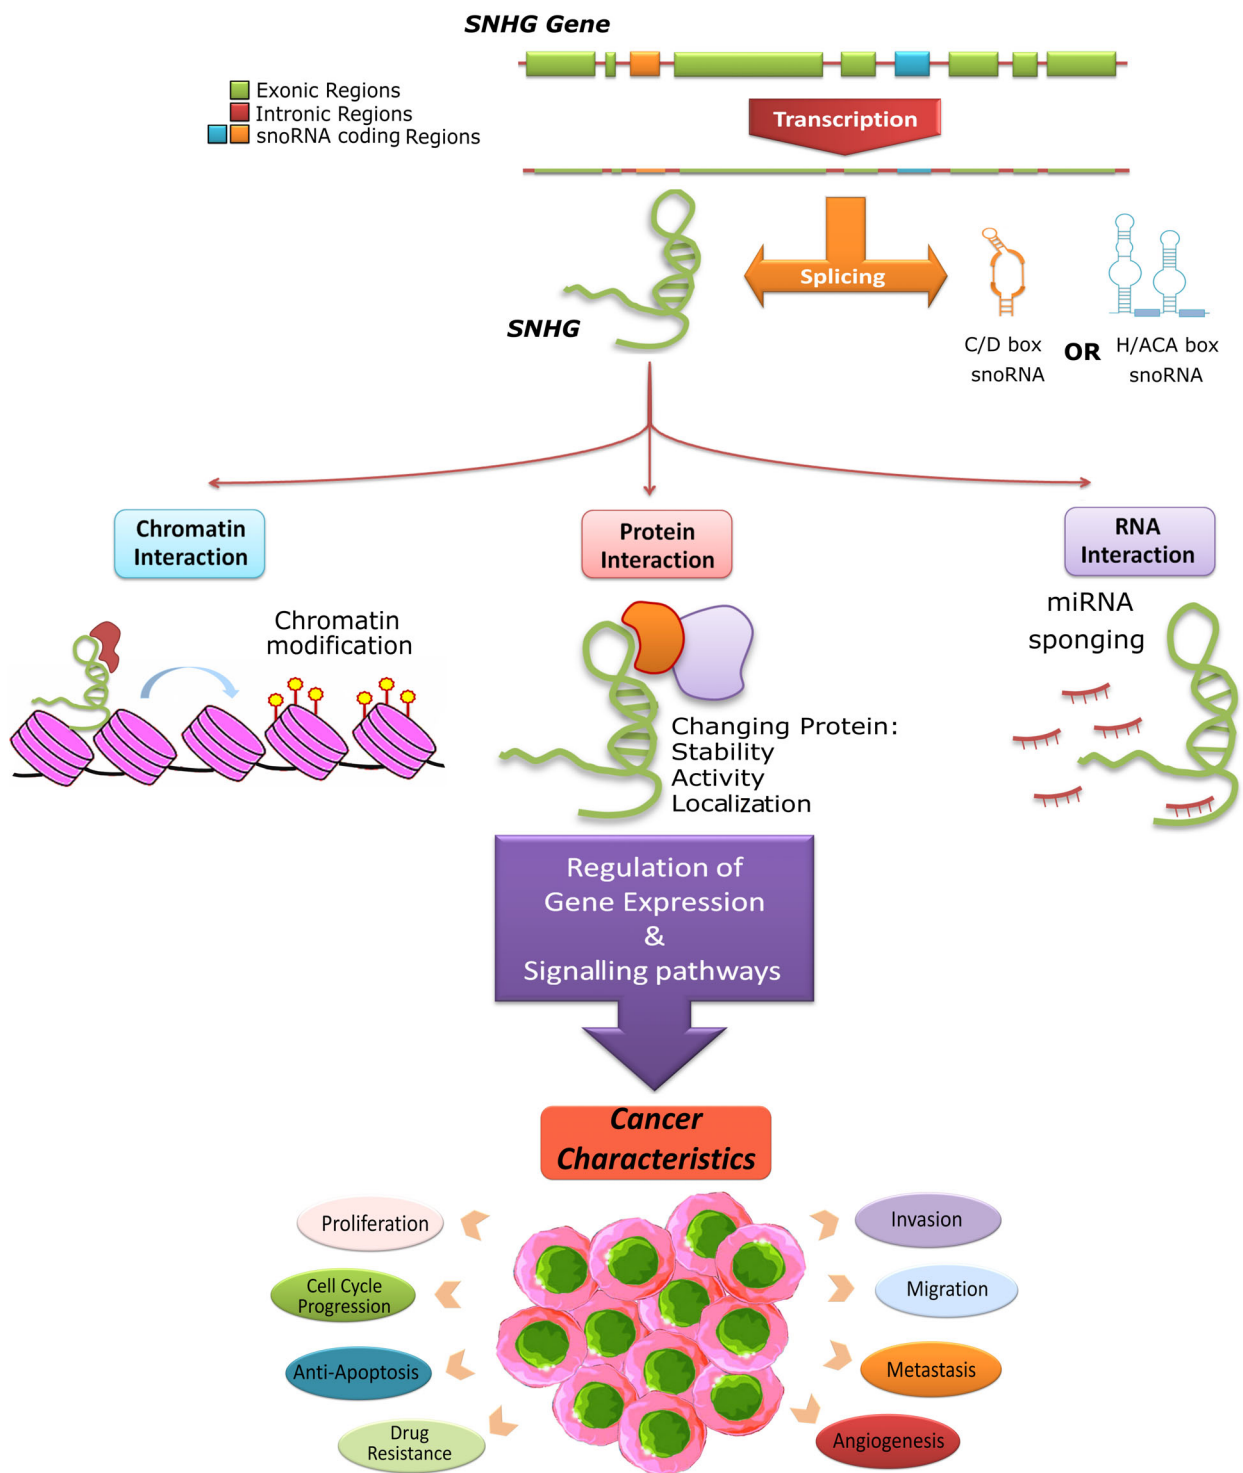 SNHG Gene
Exonic Regions
Intronic Regions
snoRNA coding Regions
Transcription
Splicing
SNHG
C/D box
snoRNA
OR
H/ACA box
snoRNA
Chromatin
Interaction
Protein
Interaction
RNA
Interaction
Chromatin
modification
Changing Protein:
Stability
Activity
Localization
miRNA
sponging
Regulation of
Gene Expression
&
Signalling pathways
Cancer
Characteristics
Proliferation
Cell Cycle
Progression
Anti-Apoptosis
Drug
Resistance
Invasion
Migration
Metastasis
Angiogenesis